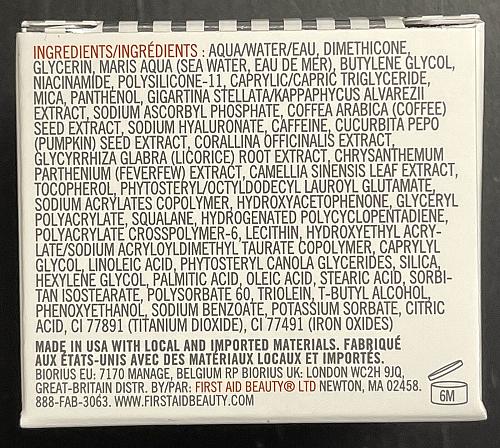 INGREDIENTS/INGRÉDIENTS : AQUA/WATER/EAU, DIMETHICONE,
GLYCERIN, MARIS AQUA (SEA WATER, EAU DE MER), BUTYLENE GLYCOL,
NIACINAMIDE, POLYSILICONE-11, CAPRYLIC/CAPRIC TRIGLYCERIDE,
MICA, PANTHENOL, GIGARTINA STELLATA/KAPPAPHYCUS ALVAREZII
EXTRACT, SODIUM ASCORBYL PHOSPHATE, COFFEA ARABICA (COFFEE)
SEED EXTRACT, SODIUM HYALURONATE, CAFFEINE, CUCURBITA PEPO
(PUMPKIN) SEED EXTRACT, CORALLINA OFFICINALIS EXTRACT,
GLYCYRRHIZA GLABRA (LICORICE) ROOT EXTRACT, CHRYSANTHEMUM
PARTHENIUM (FEVERFEW) EXTRACT, CAMELLIA SINENSIS LEAF EXTRACT,
TOCOPHEROL, PHYTOSTERYL/OCTYLDODECYL LAUROYL GLUTAMATE,
SODIUM ACRYLATES COPOLYMER, HYDROXYACETOPHENONE, GLYCERYL
POLYACRYLATE, SQUALANE, HYDROGENATED POLYCYCLOPENTADIENE,
POLYACRYLATE CROSSPOLYMER-6, LECITHIN, HYDROXYETHYL ACRY-
LATE/SODIUM ACRYLOYLDIMETHYL TAURATE COPOLYMER, CAPRYLYL
GLYCOL, LINOLEIC ACID, PHYTOSTERYL CANOLA GLYCERIDES, SILICA,
HEXYLENE GLYCOL, PALMITIC ACID, OLEIC ACID, STEARIC ACID, SORBI-
TAN ISOSTEARATE, POLYSORBATE 60, TRIOLEIN, T-BUTYL ALCOHOL,
PHENOXYETHANOL, SODIUM BENZOATE, POTASSIUM SORBATE, CITRIC
ACID, CI 77891 (TITANIUM DIOXIDE), CI 77491 (IRON OXIDES)
MADE IN USA WITH LOCAL AND IMPORTED MATERIALS. FABRIQUÉ
AUX ÉTATS-UNIS AVEC DES MATÉRIAUX LOCAUX ET IMPORTÉS.
BIORIUS EU: 7170 MANAGE, BELGIUM RP BIORIUS UK: LONDON WC2H 9JQ,
GREAT-BRITAIN DISTR. BY/PAR: FIRST AID BEAUTY® LTD NEWTON, MA 02458.
888-FAB-3063. WWW.FIRSTAIDBEAUTY.COM
6M